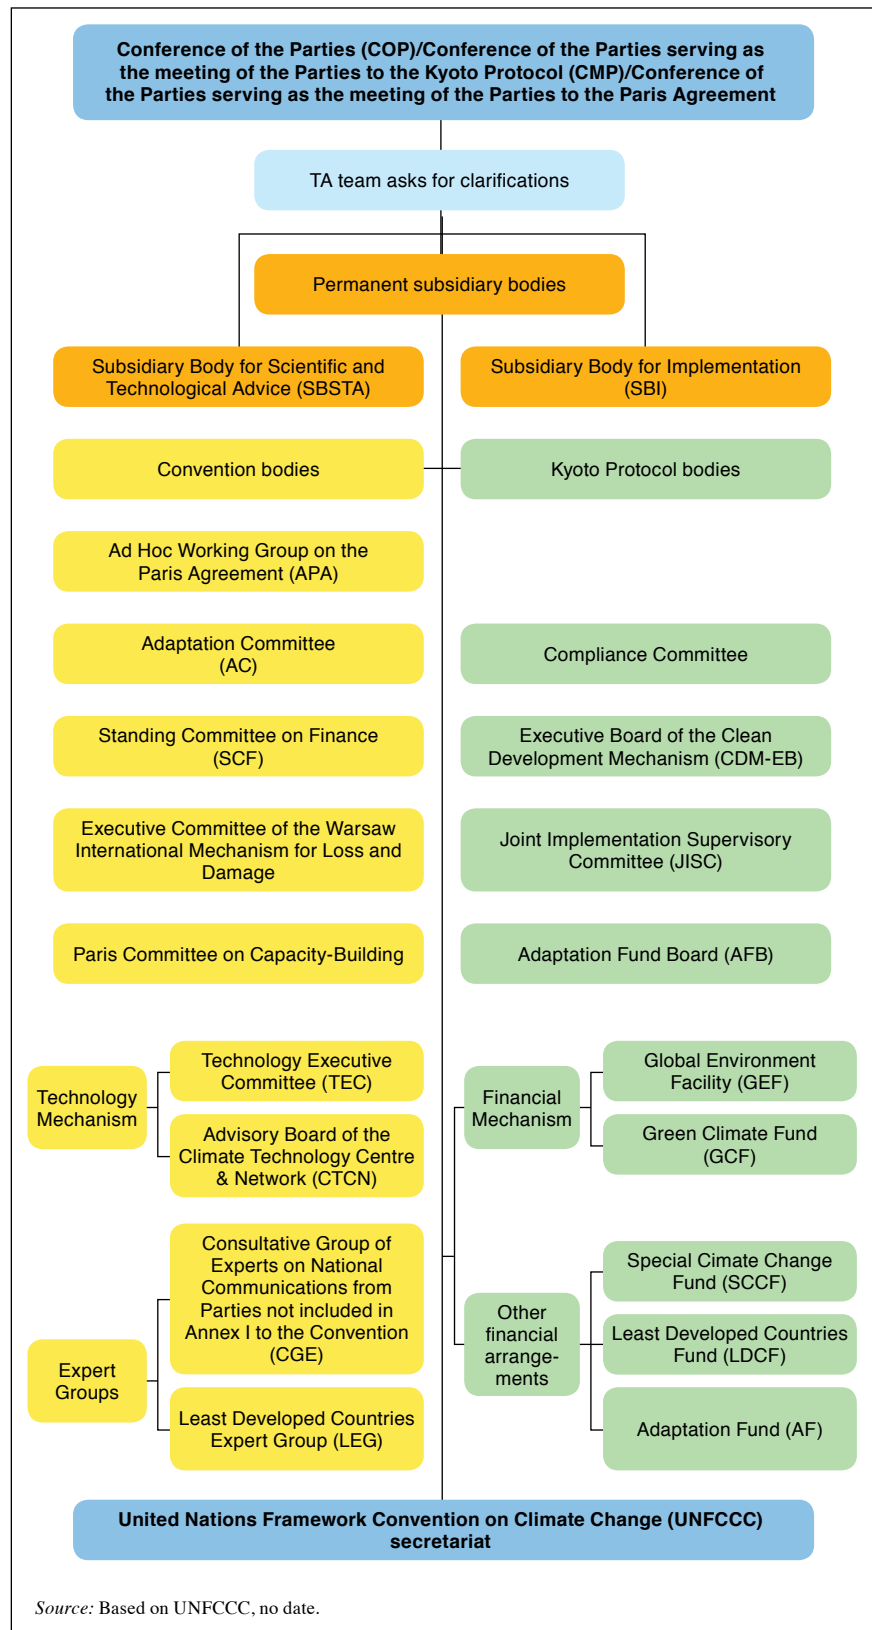 Conference of the Parties (COP)/Conference of the Parties serving as
the meeting of the Parties to the Kyoto Protocol (CMP)/Conference of
the Parties serving as the meeting of the Parties to the Paris Agreement
TA team asks for clarifications
Permanent subsidiary bodies
Subsidiary Body for Scientific and
Technological Advice (SBSTA)
Subsidiary Body for Implementation
(SBI)
Convention bodies
Kyoto Protocol bodies
Ad Hoc Working Group on the
Paris Agreement (APA)
Adaptation Committee
(AC)
Compliance Committee
Standing Committee on Finance
(SCF)
Executive Board of the Clean
Development Mechanism (CDM-EB)
Executive Committee of the Warsaw
International Mechanism for Loss and
Damage
Joint Implementation Supervisory
Committee (JISC)
Paris Committee on Capacity-Building
Adaptation Fund Board (AFB)
Technology
Mechanism
Technology Executive
Committee (TEC)
Advisory Board of the
Climate Technology Centre
& Network (CTCN)
Financial
Mechanism
Global Environment
Facility (GEF)
Green Climate Fund
(GCF)
Expert
Groups
Consultative Group of
Experts on National
Communications from
Parties not included in
Annex I to the Convention
(CGE)
Least Developed Countries
Expert Group (LEG)
Other
financial
arrange-
ments
Special Cimate Change
Fund (SCCF)
Least Developed Countries
Fund (LDCF)
Adaptation Fund (AF)
United Nations Framework Convention on Climate Change (UNFCCC)
secretariat
Source: Based on UNFCCC, no date.